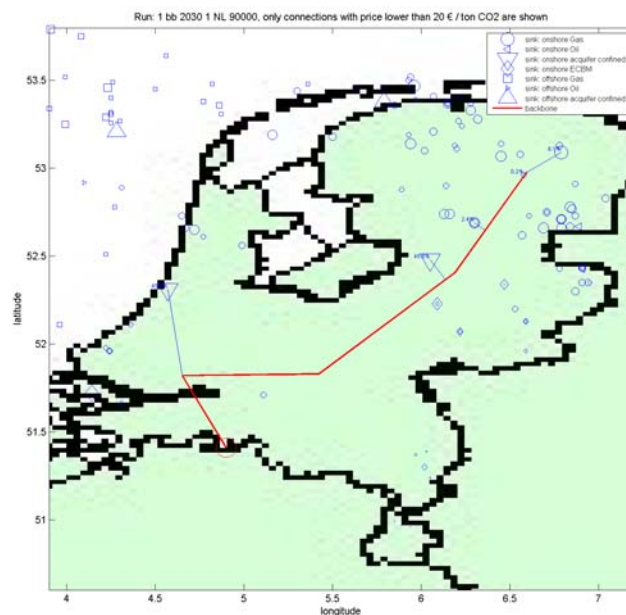 Run: 1 bb 2030 1 NL 90000, only connections with price lower than 20 € / ton CO2 are shown
sink: onshore Gas
sink: onshore Oil
sink: onshore acquifer confined
sink: onshore ECBM
sink: offshore Gas
sink: offshore Oil
sink: offshore acquifer confined
backbone
53.5
53
52.5
52
51.5
51
latitude
4 4.5 5 5.5 6 6.5 7
longitude